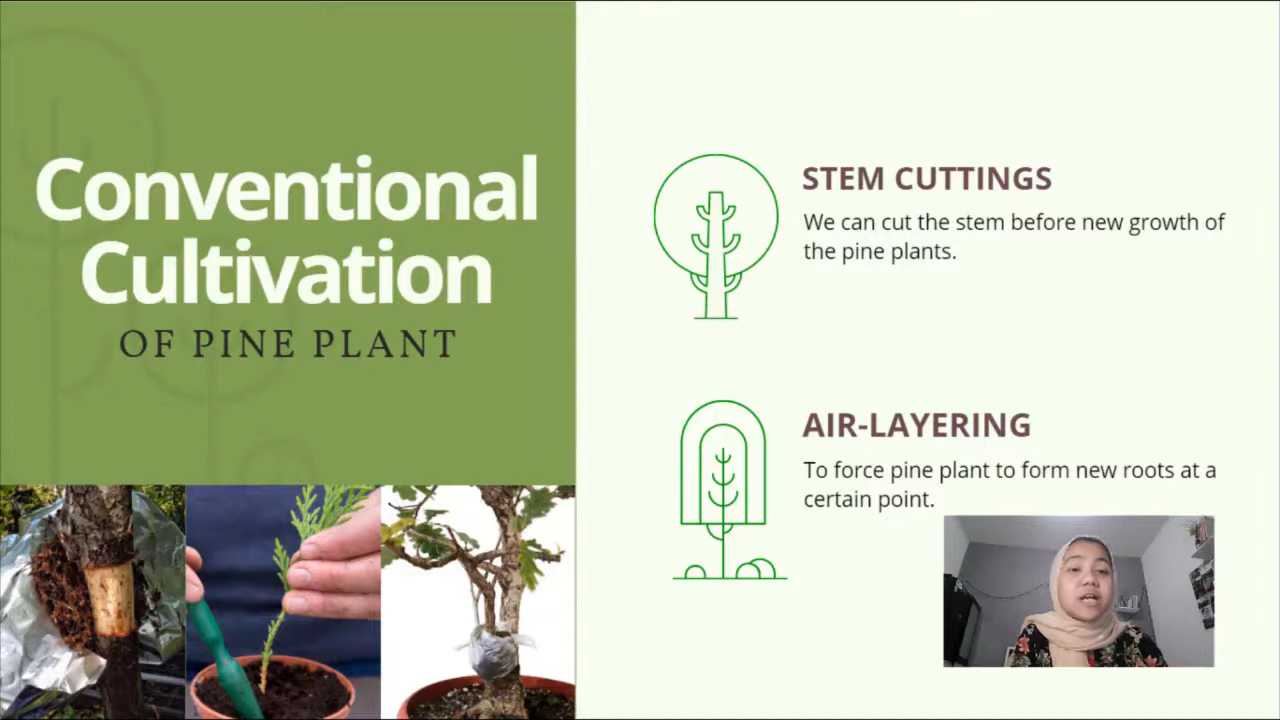 Conventional
Cultivation
OF PINE PLANT
STEM CUTTINGS
We can cut the stem before new growth of
the pine plants.
AIR-LAYERING
To force pine plant to form new roots at a
certain point.